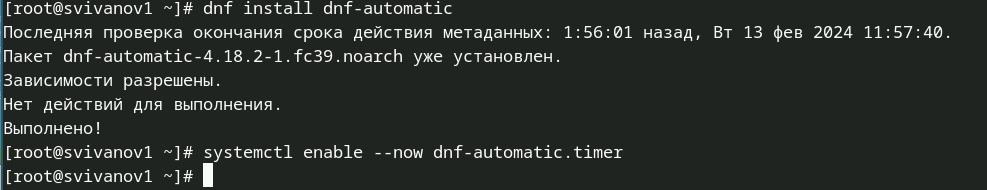 [root@svivanov1 ~]# dnf install dnf-automatic
Последняя проверка окончания срока действия метаданных: 1:56:01 назад, Вт 13 фев 2024 11:57:40.
Пакет dnf-automatic-4.18.2-1.fc39.noarch уже установлен.
Зависимости разрешены.
Нет действий для выполнения.
Выполнено!
[root@svivanov1 ~]# systemctl enable --now dnf-automatic.timer
[root@svivanov1 ~]#